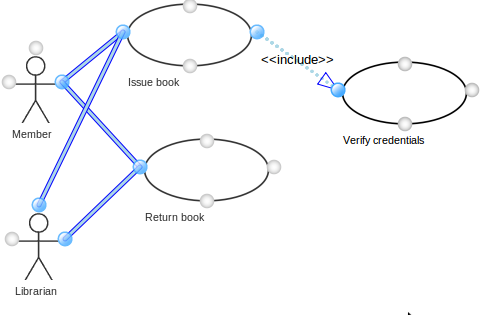 <<include>>
Issue book
Member
Verify credentials
Return book
Librarian